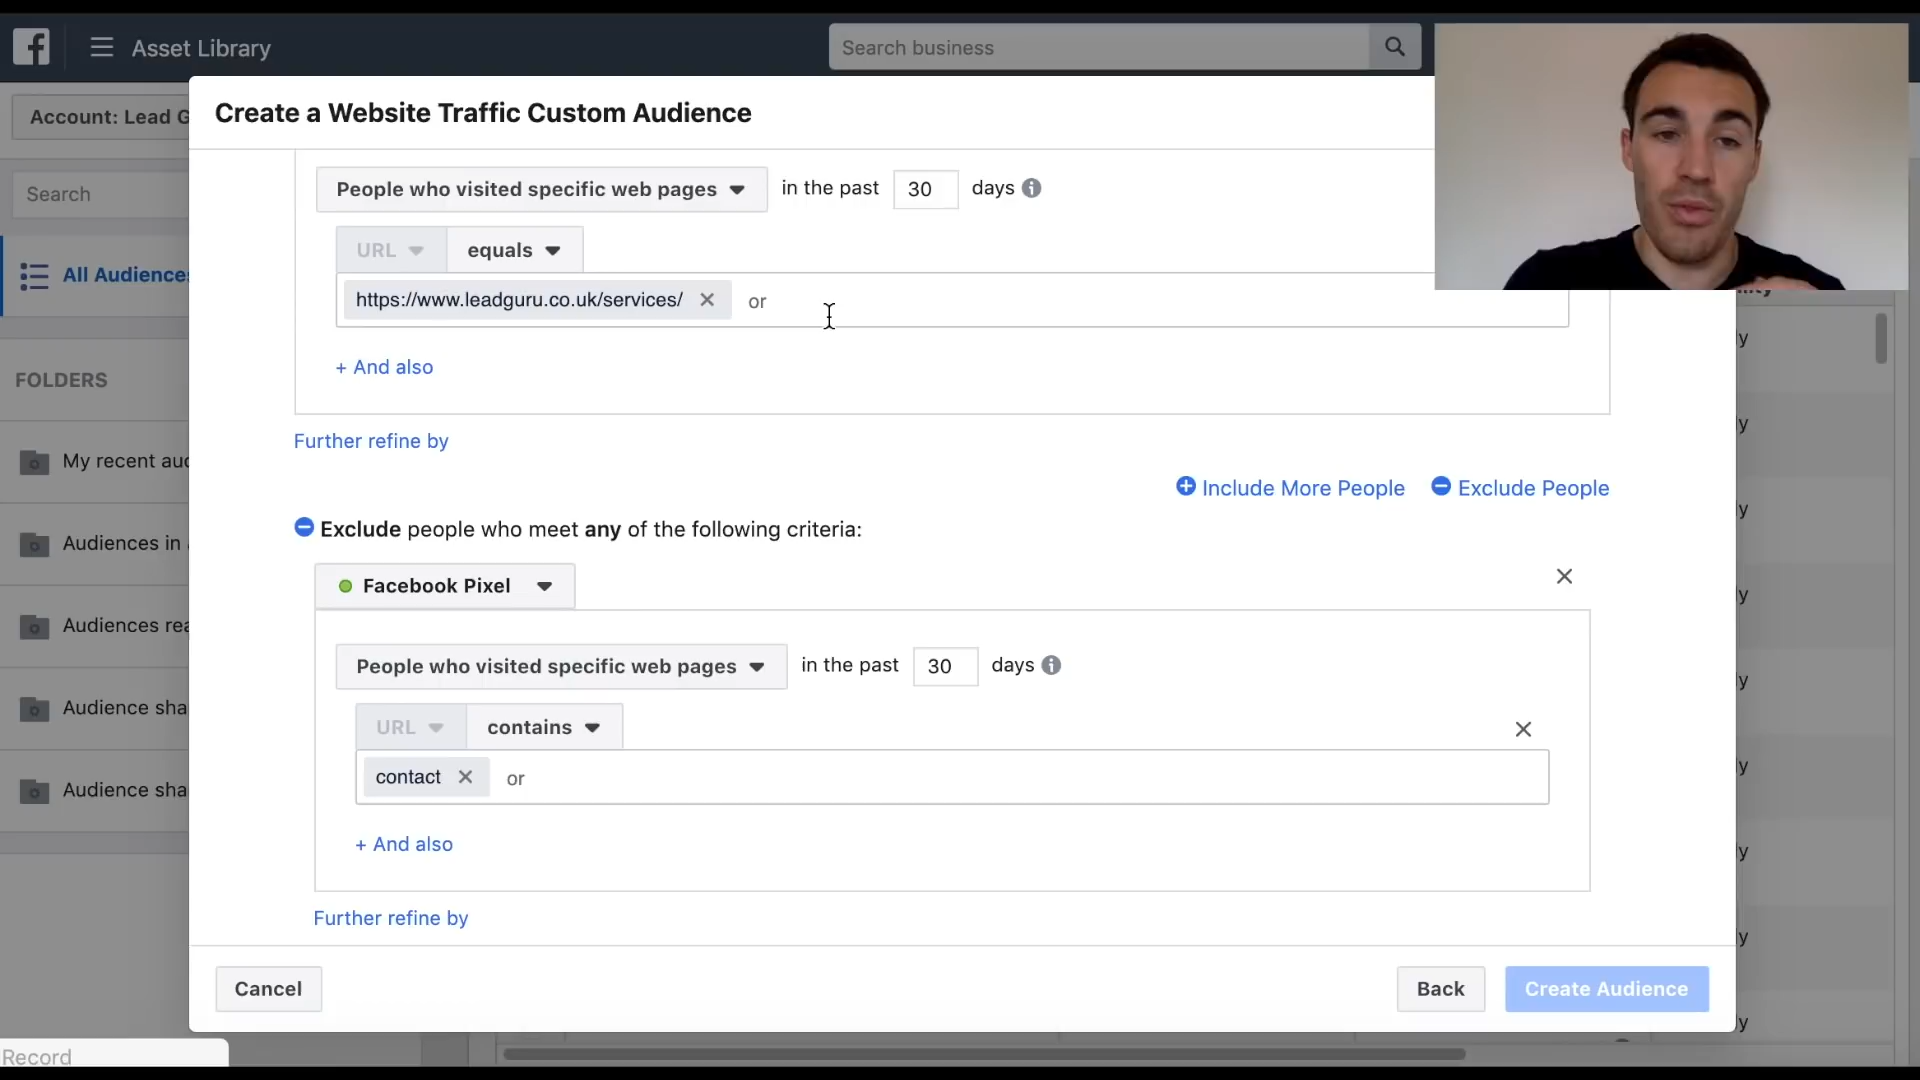 Asset Library
Search business
Account: Lead G
Create a Website Traffic Custom Audience
Search
People who visited specific web pages in the past 30 days
URL equals
All Audiences
https://www.leadguru.co.uk/services/ or
+ And also
FOLDERS
Further refine by
My recent aud
Include More People Exclude People
Exclude people who meet any of the following criteria:
Audiences in
Facebook Pixel
Audiences rea
People who visited specific web pages in the past 30 days
URL contains
Audience sha
contact or
Audience sha
+ And also
Further refine by
Cancel Back Create Audience
Record